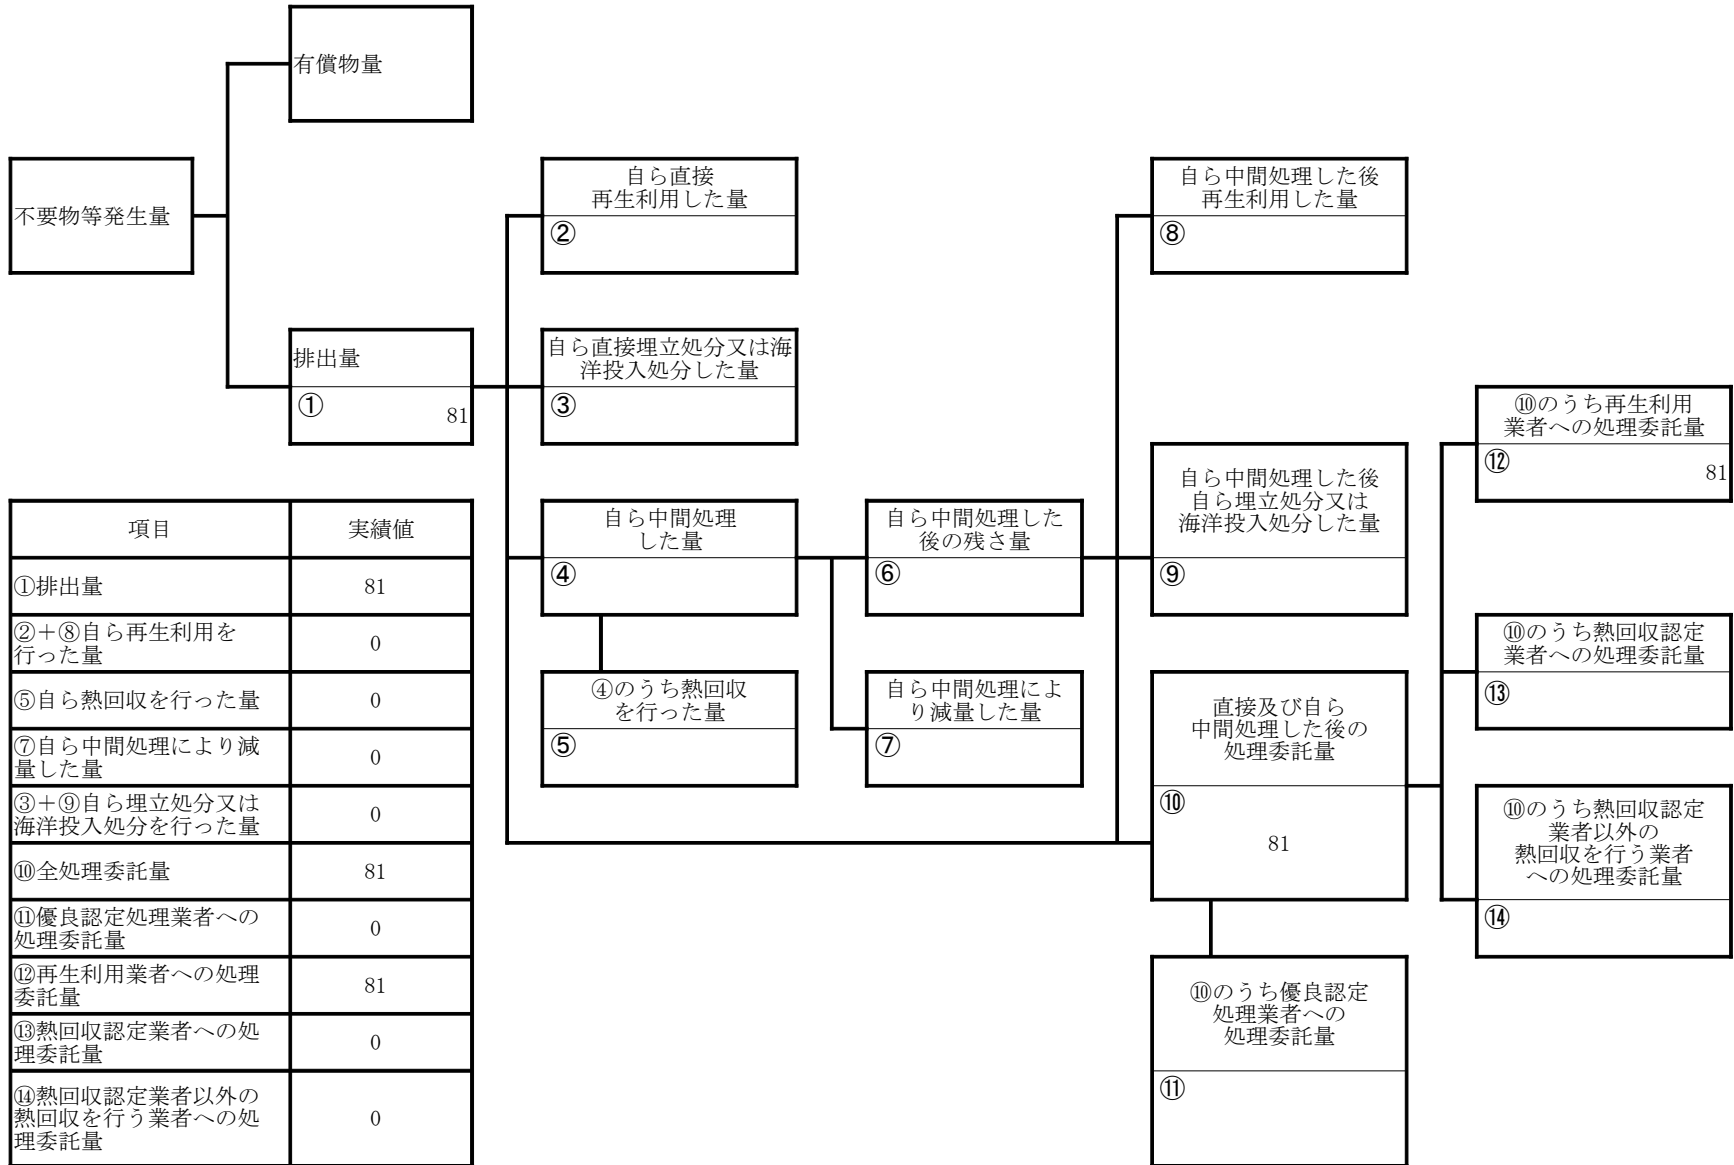 有償物量
不要物等発生量
自ら直接
再生利用した量
②
自ら中間処理した後
再生利用した量
⑧
排出量
①
81
自ら直接埋立処分又は海
洋投入処分した量
③
⑩のうち再生利用
業者への処理委託量
⑫
81
自ら中間処理した後
自ら埋立処分又は
海洋投入処分した量
⑨
自ら中間処理
した量
④
自ら中間処理した
後の残さ量
⑥
⑩のうち熱回収認定
業者への処理委託量
⑬
④のうち熱回収
を行った量
⑤
自ら中間処理によ
り減量した量
⑦
直接及び自ら
中間処理した後の
処理委託量
⑩
81
⑩のうち熱回収認定
業者以外の
熱回収を行う業者
への処理委託量
⑭
⑩のうち優良認定
処理業者への
処理委託量
⑪
項目 実績値
①排出量 81
②+⑧自ら再生利用を
行った量 0
⑤自ら熱回収を行った量 0
⑦自ら中間処理により減
量した量 0
③+⑨自ら埋立処分又は
海洋投入処分を行った量 0
⑩全処理委託量 81
⑪優良認定処理業者への
処理委託量 0
⑫再生利用業者への処理
委託量 81
⑬熱回収認定業者への処
理委託量 0
⑭熱回収認定業者以外の
熱回収を行う業者への処
理委託量 0